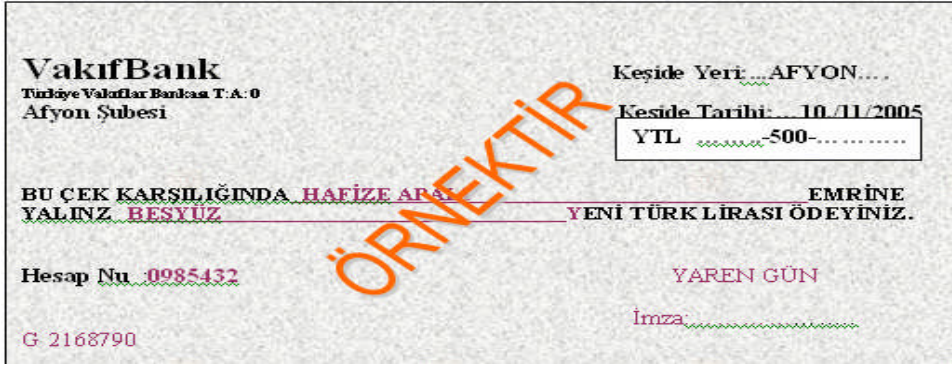 VakıfBank
Türkiye Vakıflar Bankası T:A:0
Afyon Şubesi
Keşide Yeri:...AFYON....
Keşide Tarihi:... 10 /11/2005
YTL ..........-500-............
BU ÇEK KARŞILIĞINDA HAFİZE EMRİNE
YALINZ BEŞYÜZ YENİ TÜRK LİRASI ÖDEYİNİZ.
ÖRNEKTİR
Hesap Nu :0985432
YAREN GÜN
İmza:
G 2168790